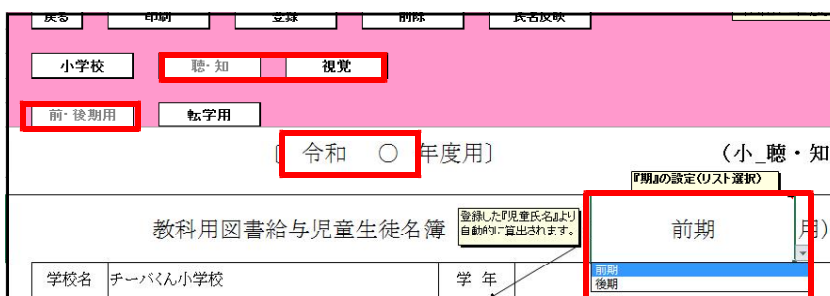 戻る 印刷 登録 削除 氏名反映
小学校 聴・知 視覚
前・後期用 転学用
〔 令和 ○ 年度用〕 (小_聴・知
『期』の設定(リスト選択)
教科用図書給与児童生徒名簿 登録した『児童氏名』より 前期 用)
自動的に算出されます。
前期
後期
学校名 チーバくん小学校 学 年